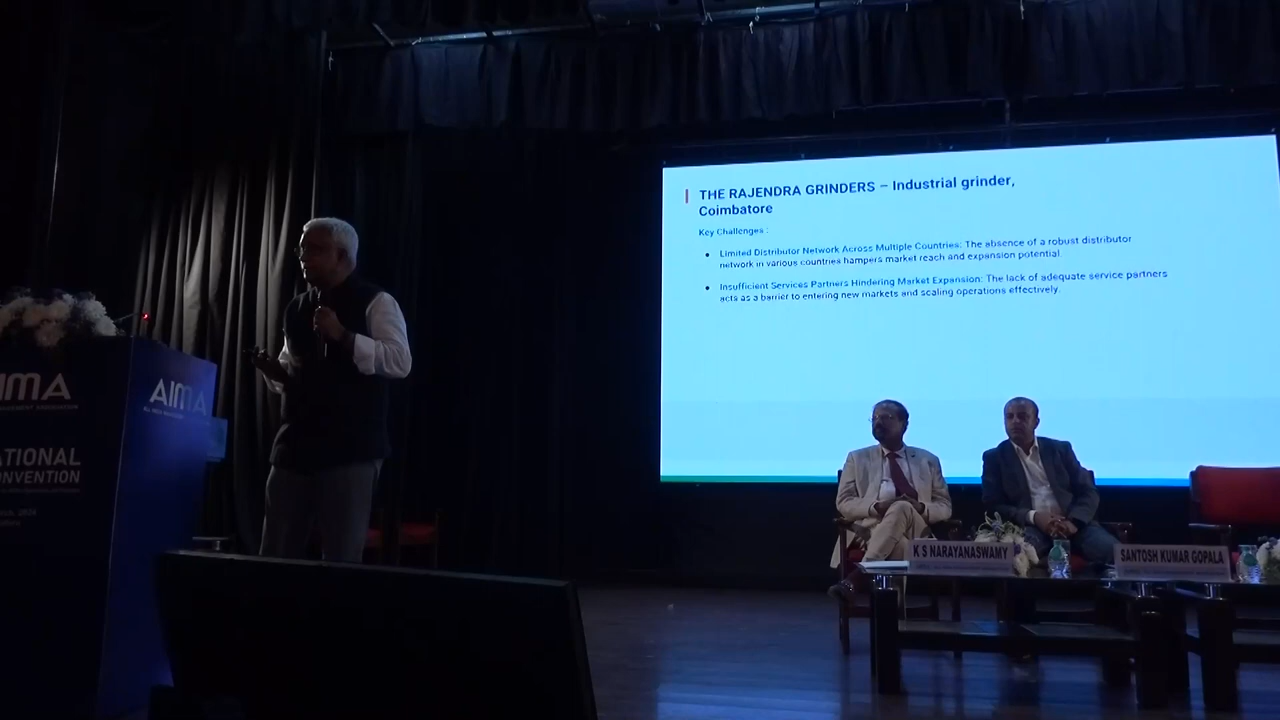 THE RAJENDRA GRINDERS – Industrial grinder,
Coimbatore
Key Challenges :
• Limited Distributor Network Across Multiple Countries: The absence of a robust distributor
network in various countries hampers market reach and expansion potential.
• Insufficient Services Partners Hindering Market Expansion: The lack of adequate service partners
acts as a barrier to entering new markets and scaling operations effectively.
IMA
AIMA
ATIONAL
ONVENTION
K S NARAYANASWAMY
SANTOSH KUMAR GOPALA